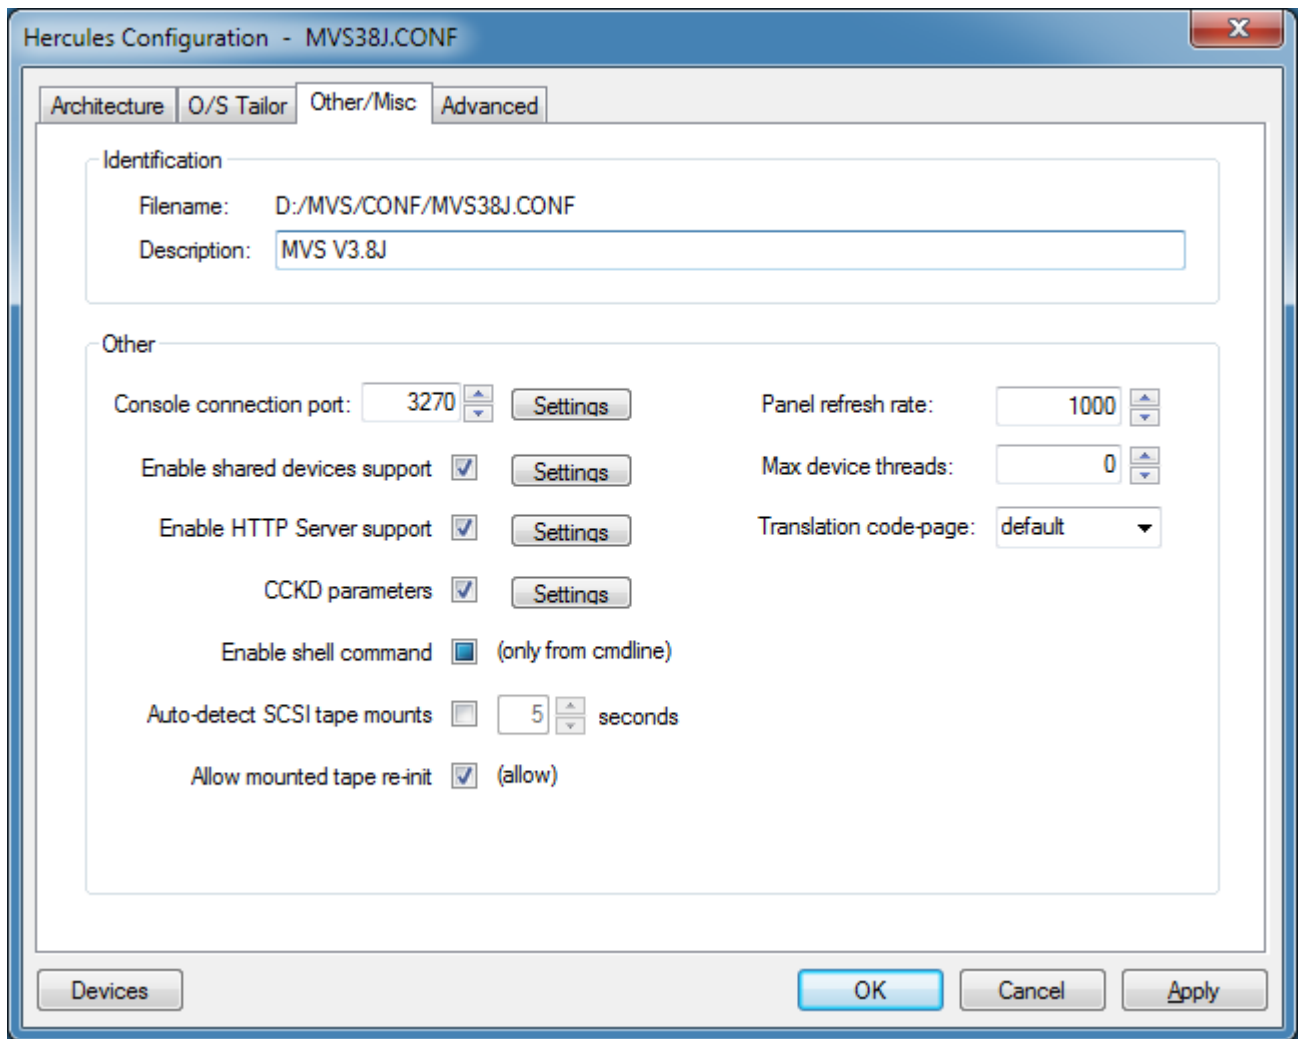 Hercules Configuration - MVS38J.CONF
x
Architecture O/S Tailor Other/Misc Advanced
Identification
Filename: D:/MVS/CONF/MVS38J.CONF
Description: MVS V3.8J
Other
Console connection port: 3270 Settings Panel refresh rate: 1000
Enable shared devices support Settings Max device threads: 0
Enable HTTP Server support Settings Translation code-page: default
CCKD parameters Settings
Enable shell command (only from cmdline)
Auto-detect SCSI tape mounts 5 seconds
Allow mounted tape re-init (allow)
Devices OK Cancel Apply